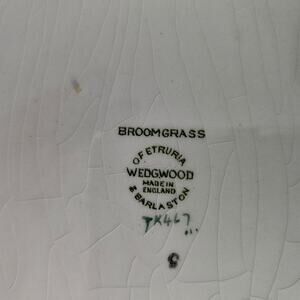 BROOMGRASS
OF ETRURIA
WEDGWOOD
MADE IN
ENGLAND
& BARLASTON
TK467